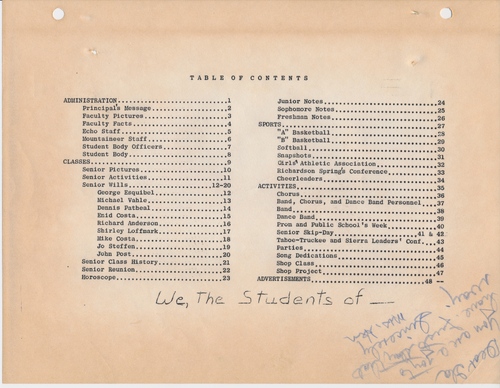 TABLE OF CONTENTS
ADMINISTRATION 1
Principal's Message 2
Faculty Pictures 3
Faculty Facts 4
Echo Staff 5
Mountaineer Staff 6
Student Body Officers 7
Student Body 8
CLASSES 9
Senior Pictures 10
Senior Activities 11
Senior Wills 12-20
George Esquibel 12
Michael Vahle 13
Dennis Patheal 14
Enid Costa 15
Richard Anderson 16
Shirley Loffmark 17
Mike Costa 18
Jo Steffen 19
John Post 20
Senior Class History 21
Senior Reunion 22
Horoscope 23
Junior Notes 24
Sophomore Notes 25
Freshman Notes 26
SPORTS 27
"A" Basketball 28
"B" Basketball 29
Softball 30
Snapshots 31
Girls' Athletic Association 32
Richardson Spring's Conference 33
Cheerleaders 34
ACTIVITIES 35
Chorus 36
Band, Chorus, and Dance Band Personnel 37
Band 38
Dance Band 39
Prom and Public School's Week 40
Senior Skip-Day 41 & 42
Tahoe-Truckee and Sierra Leaders' Conf. 43
Parties 44
Song Dedications 45
Shop Class 46
Shop Project 47
ADVERTISEMENTS 48 --
We, The Students of —
Dear
You are a
Sincerely
Mrs.